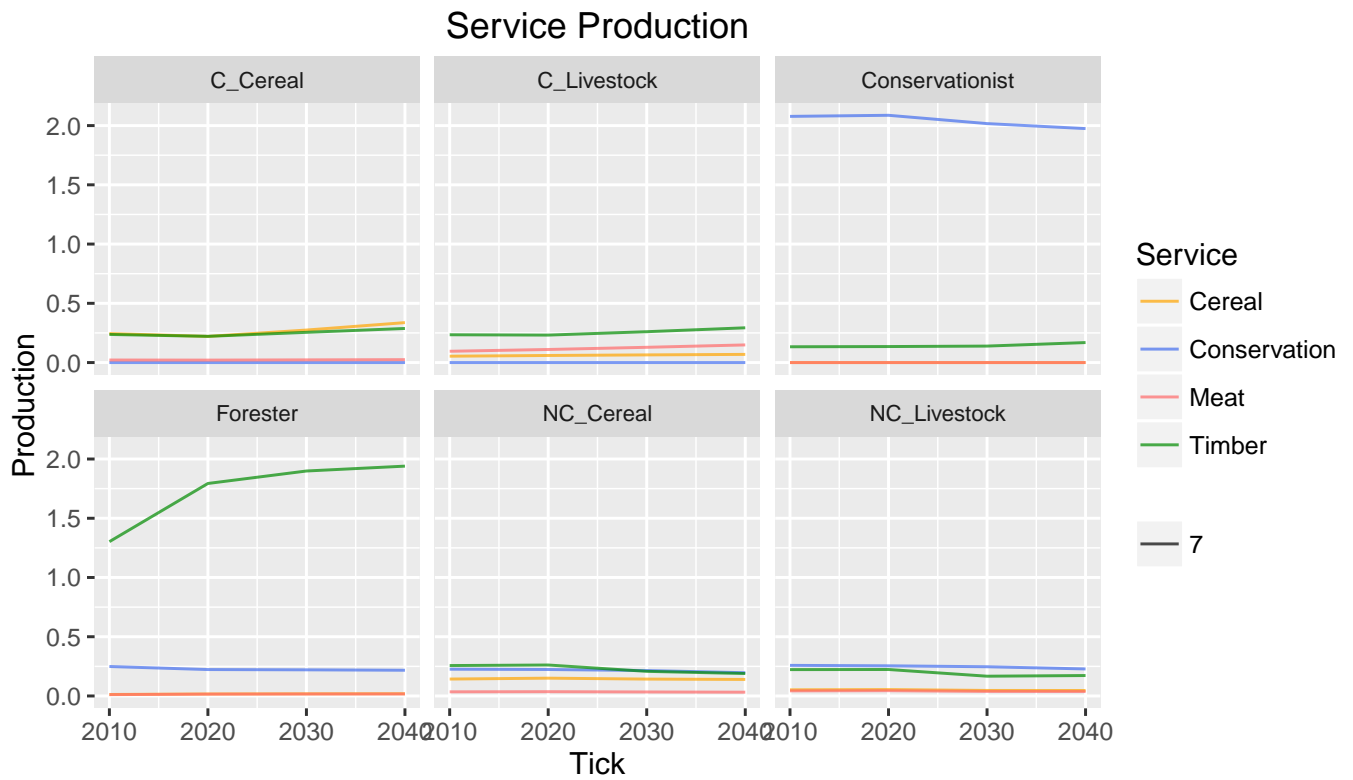 Service Production
C_Cereal
C_Livestock
Conservationist
2.0
1.5
1.0
0.5
0.0
Forester
NC_Cereal
NC_Livestock
2.0
1.5
1.0
0.5
0.0
2010 2020 2030 2040
2010 2020 2030 2040
2010 2020 2030 2040
Production
Tick
Service
Cereal
Conservation
Meat
Timber
7